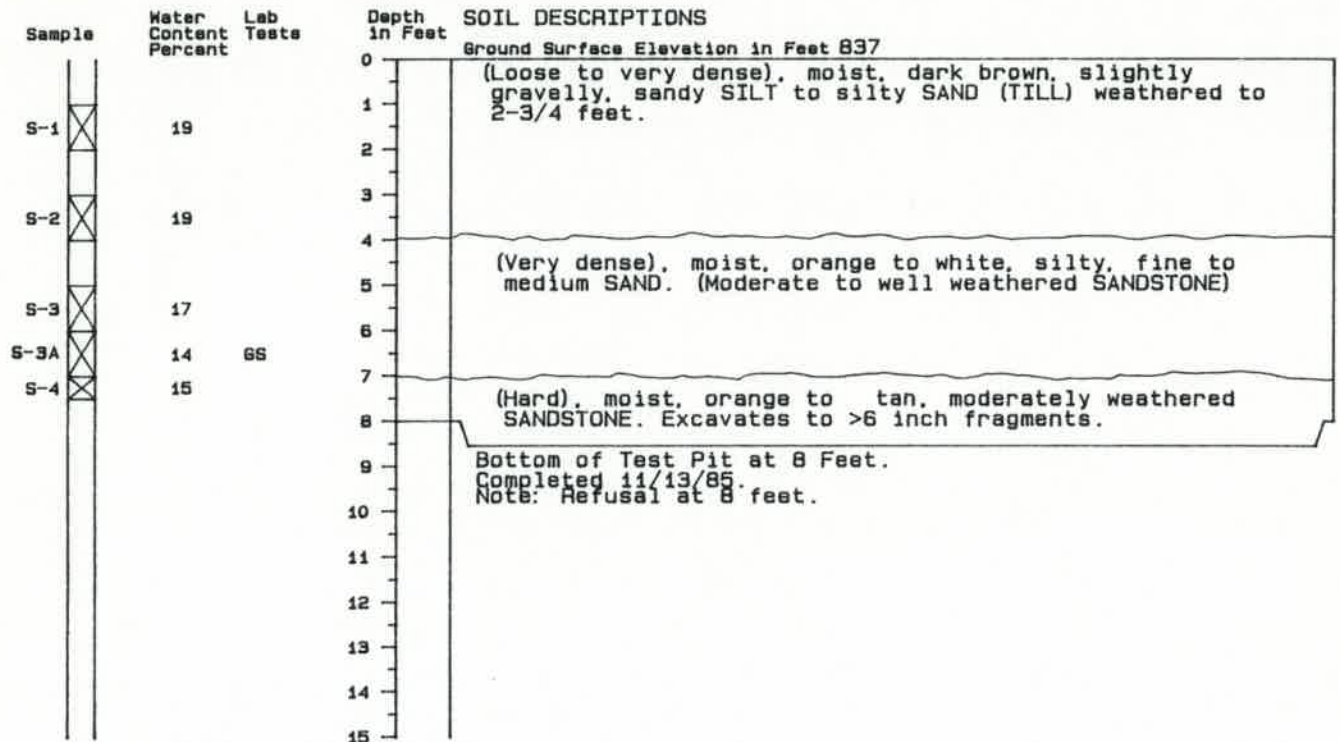 Sample
Water Content Percent
Lab Tests
Depth in Feet
SOIL DESCRIPTIONS
Ground Surface Elevation in Feet 837
0
(Loose to very dense), moist, dark brown, slightly
gravelly, sandy SILT to silty SAND (TILL) weathered to
2-3/4 feet.
1
S-1 19
2
3
S-2 19
4
(Very dense), moist, orange to white, silty, fine to
medium SAND. (Moderate to well weathered SANDSTONE)
5
S-3 17
6
S-3A 14 GS
7
S-4 15
(Hard), moist, orange to tan, moderately weathered
SANDSTONE. Excavates to >6 inch fragments.
8
Bottom of Test Pit at 8 Feet.
9
Completed 11/13/85.
Note: Refusal at 8 feet.
10
11
12
13
14
15